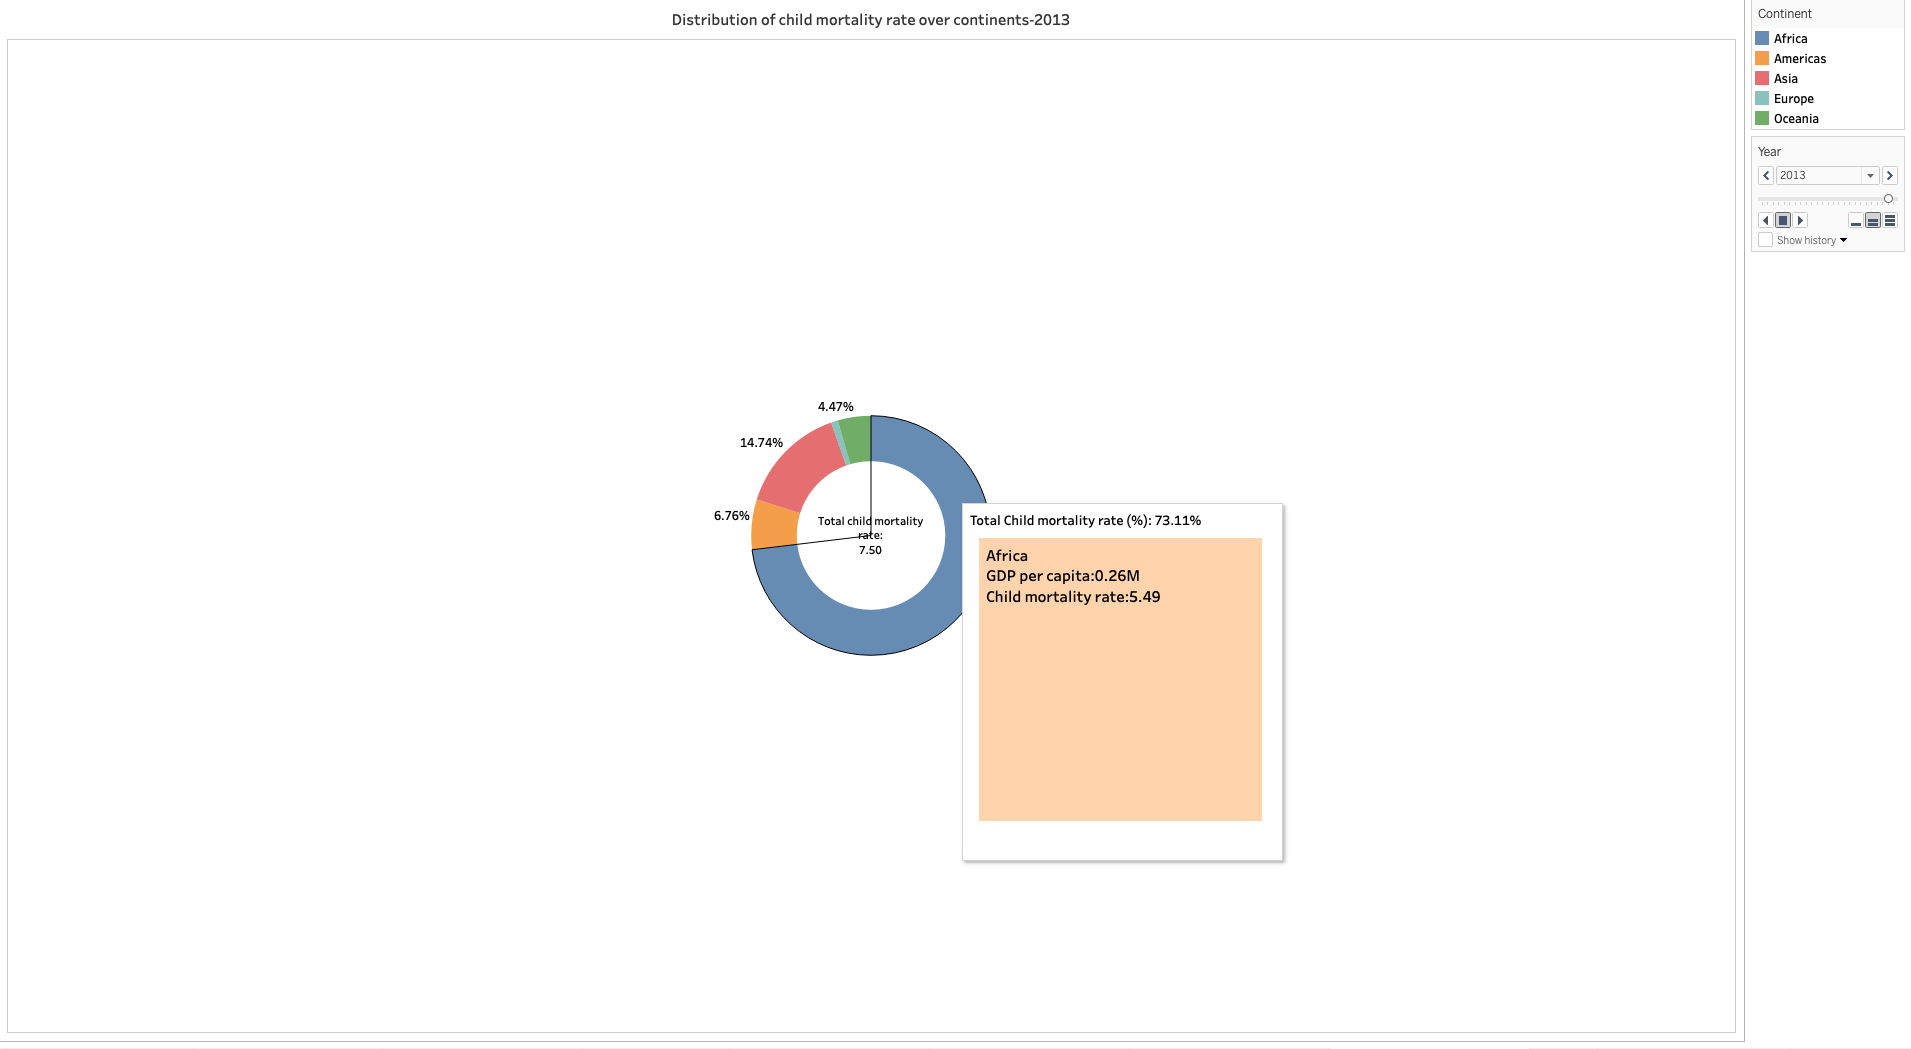 Distribution of child mortality rate over continents-2013
Continent
Africa
Americas
Asia
Europe
Oceania
Year
2013
Show history
4.47%
14.74%
6.76%
Total child mortality
rate:
7.50
Total Child mortality rate (%): 73.11%
Africa
GDP per capita:0.26M
Child mortality rate:5.49